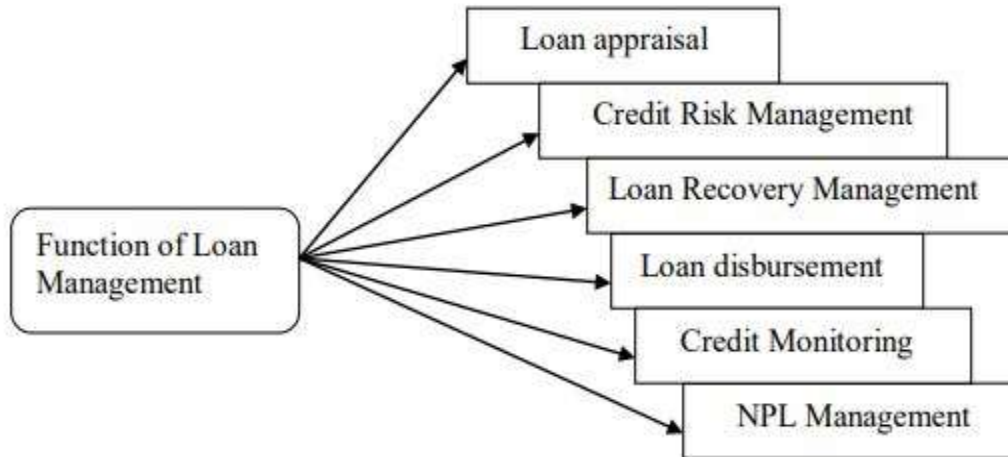 Loan appraisal
Credit Risk Management
Loan Recovery Management
Function of Loan
Management
Loan disbursement
Credit Monitoring
NPL Management